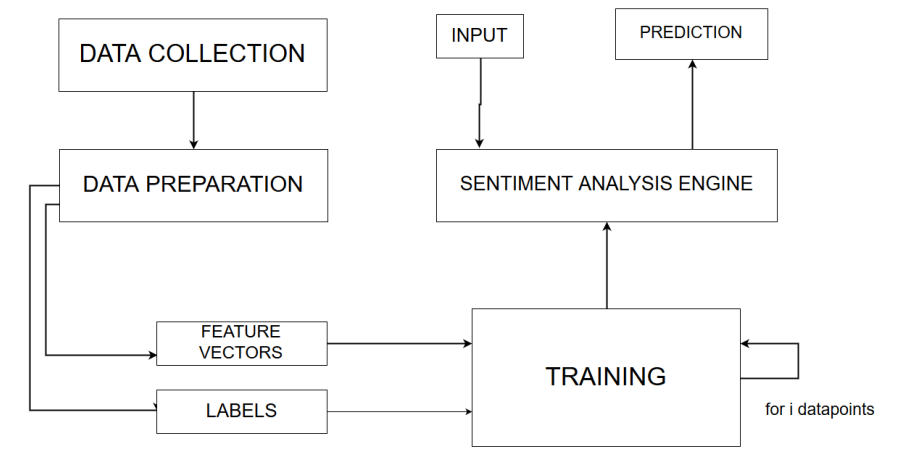 DATA COLLECTION
INPUT
PREDICTION
DATA PREPARATION
SENTIMENT ANALYSIS ENGINE
FEATURE
VECTORS
TRAINING
LABELS
for i datapoints